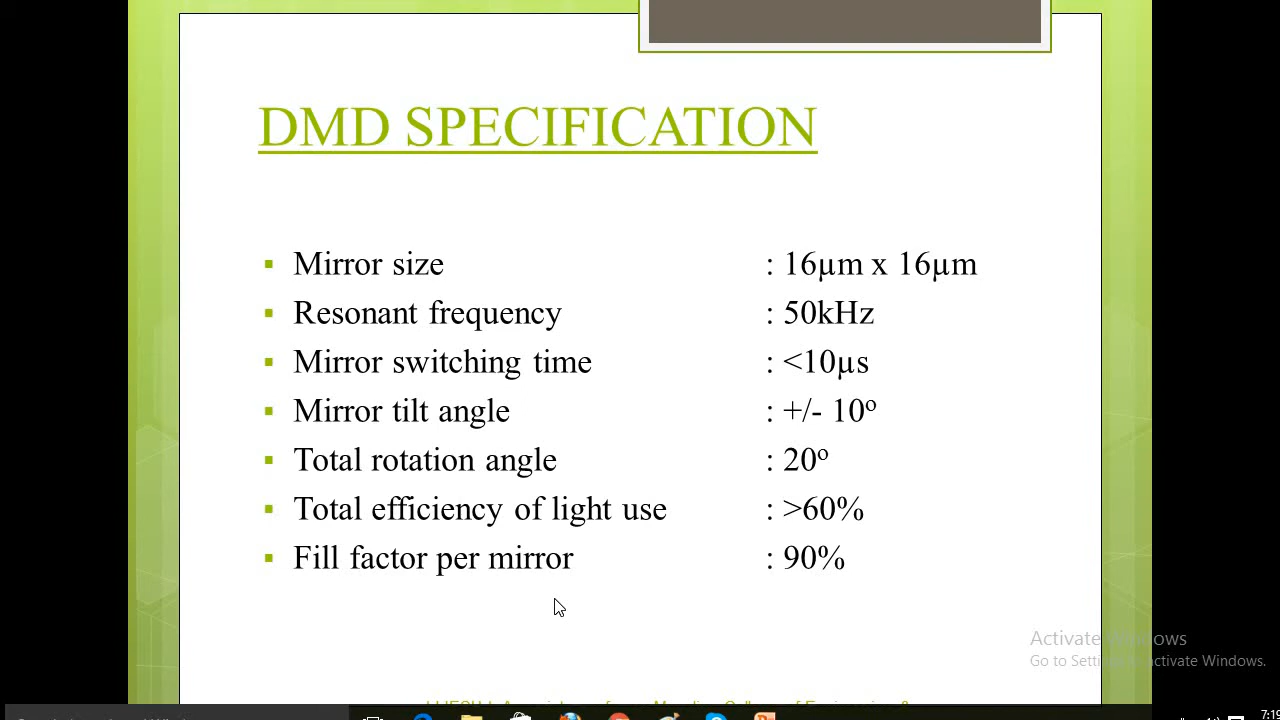 DMD SPECIFICATION
▪ Mirror size : 16µm x 16µm
▪ Resonant frequency : 50kHz
▪ Mirror switching time : <10µs
▪ Mirror tilt angle : +/- 10º
▪ Total rotation angle : 20º
▪ Total efficiency of light use : >60%
▪ Fill factor per mirror : 90%
Activate Windows
Go to Settings to activate Windows.